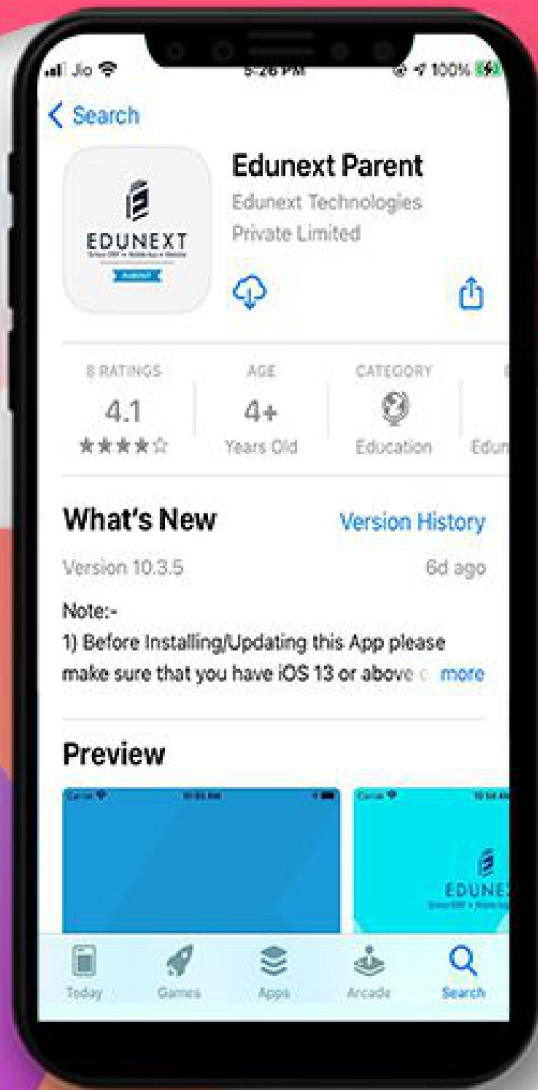 Jio
5:26 PM
100%
Search
EDUNEXT
Edunext Parent
Edunext Technologies
Private Limited
8 RATINGS
AGE
CATEGORY
4.1
4+
Years Old
Education
Edun
What's New
Version History
Version 10.3.5
6d ago
Note:-
1) Before Installing/Updating this App please
make sure that you have iOS 13 or above
more
Preview
EDUNE
Today
Games
Apps
Arcade
Search